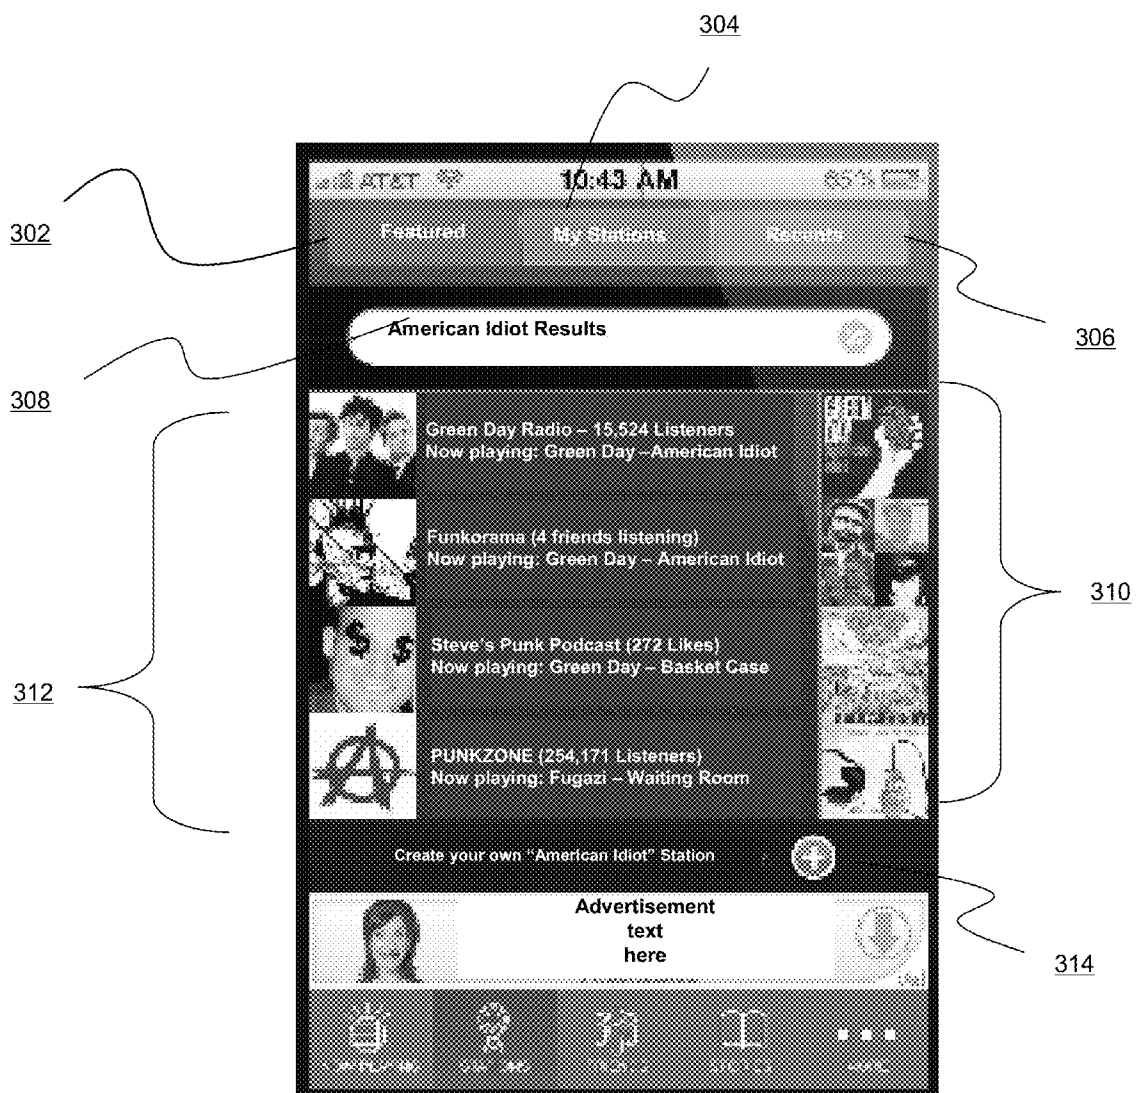 304
AT&T 10:43 AM 65%
302
Featured My Stations Recents
306
American Idiot Results
308
Green Day Radio – 15,524 Listeners
Now playing: Green Day –American Idiot
Funkorama (4 friends listening)
Now playing: Green Day – American Idiot
310
Steve's Punk Podcast (272 Likes)
Now playing: Green Day – Basket Case
312
PUNKZONE (254,171 Listeners)
Now playing: Fugazi – Waiting Room
Create your own "American Idiot" Station
Advertisement
text
here
314